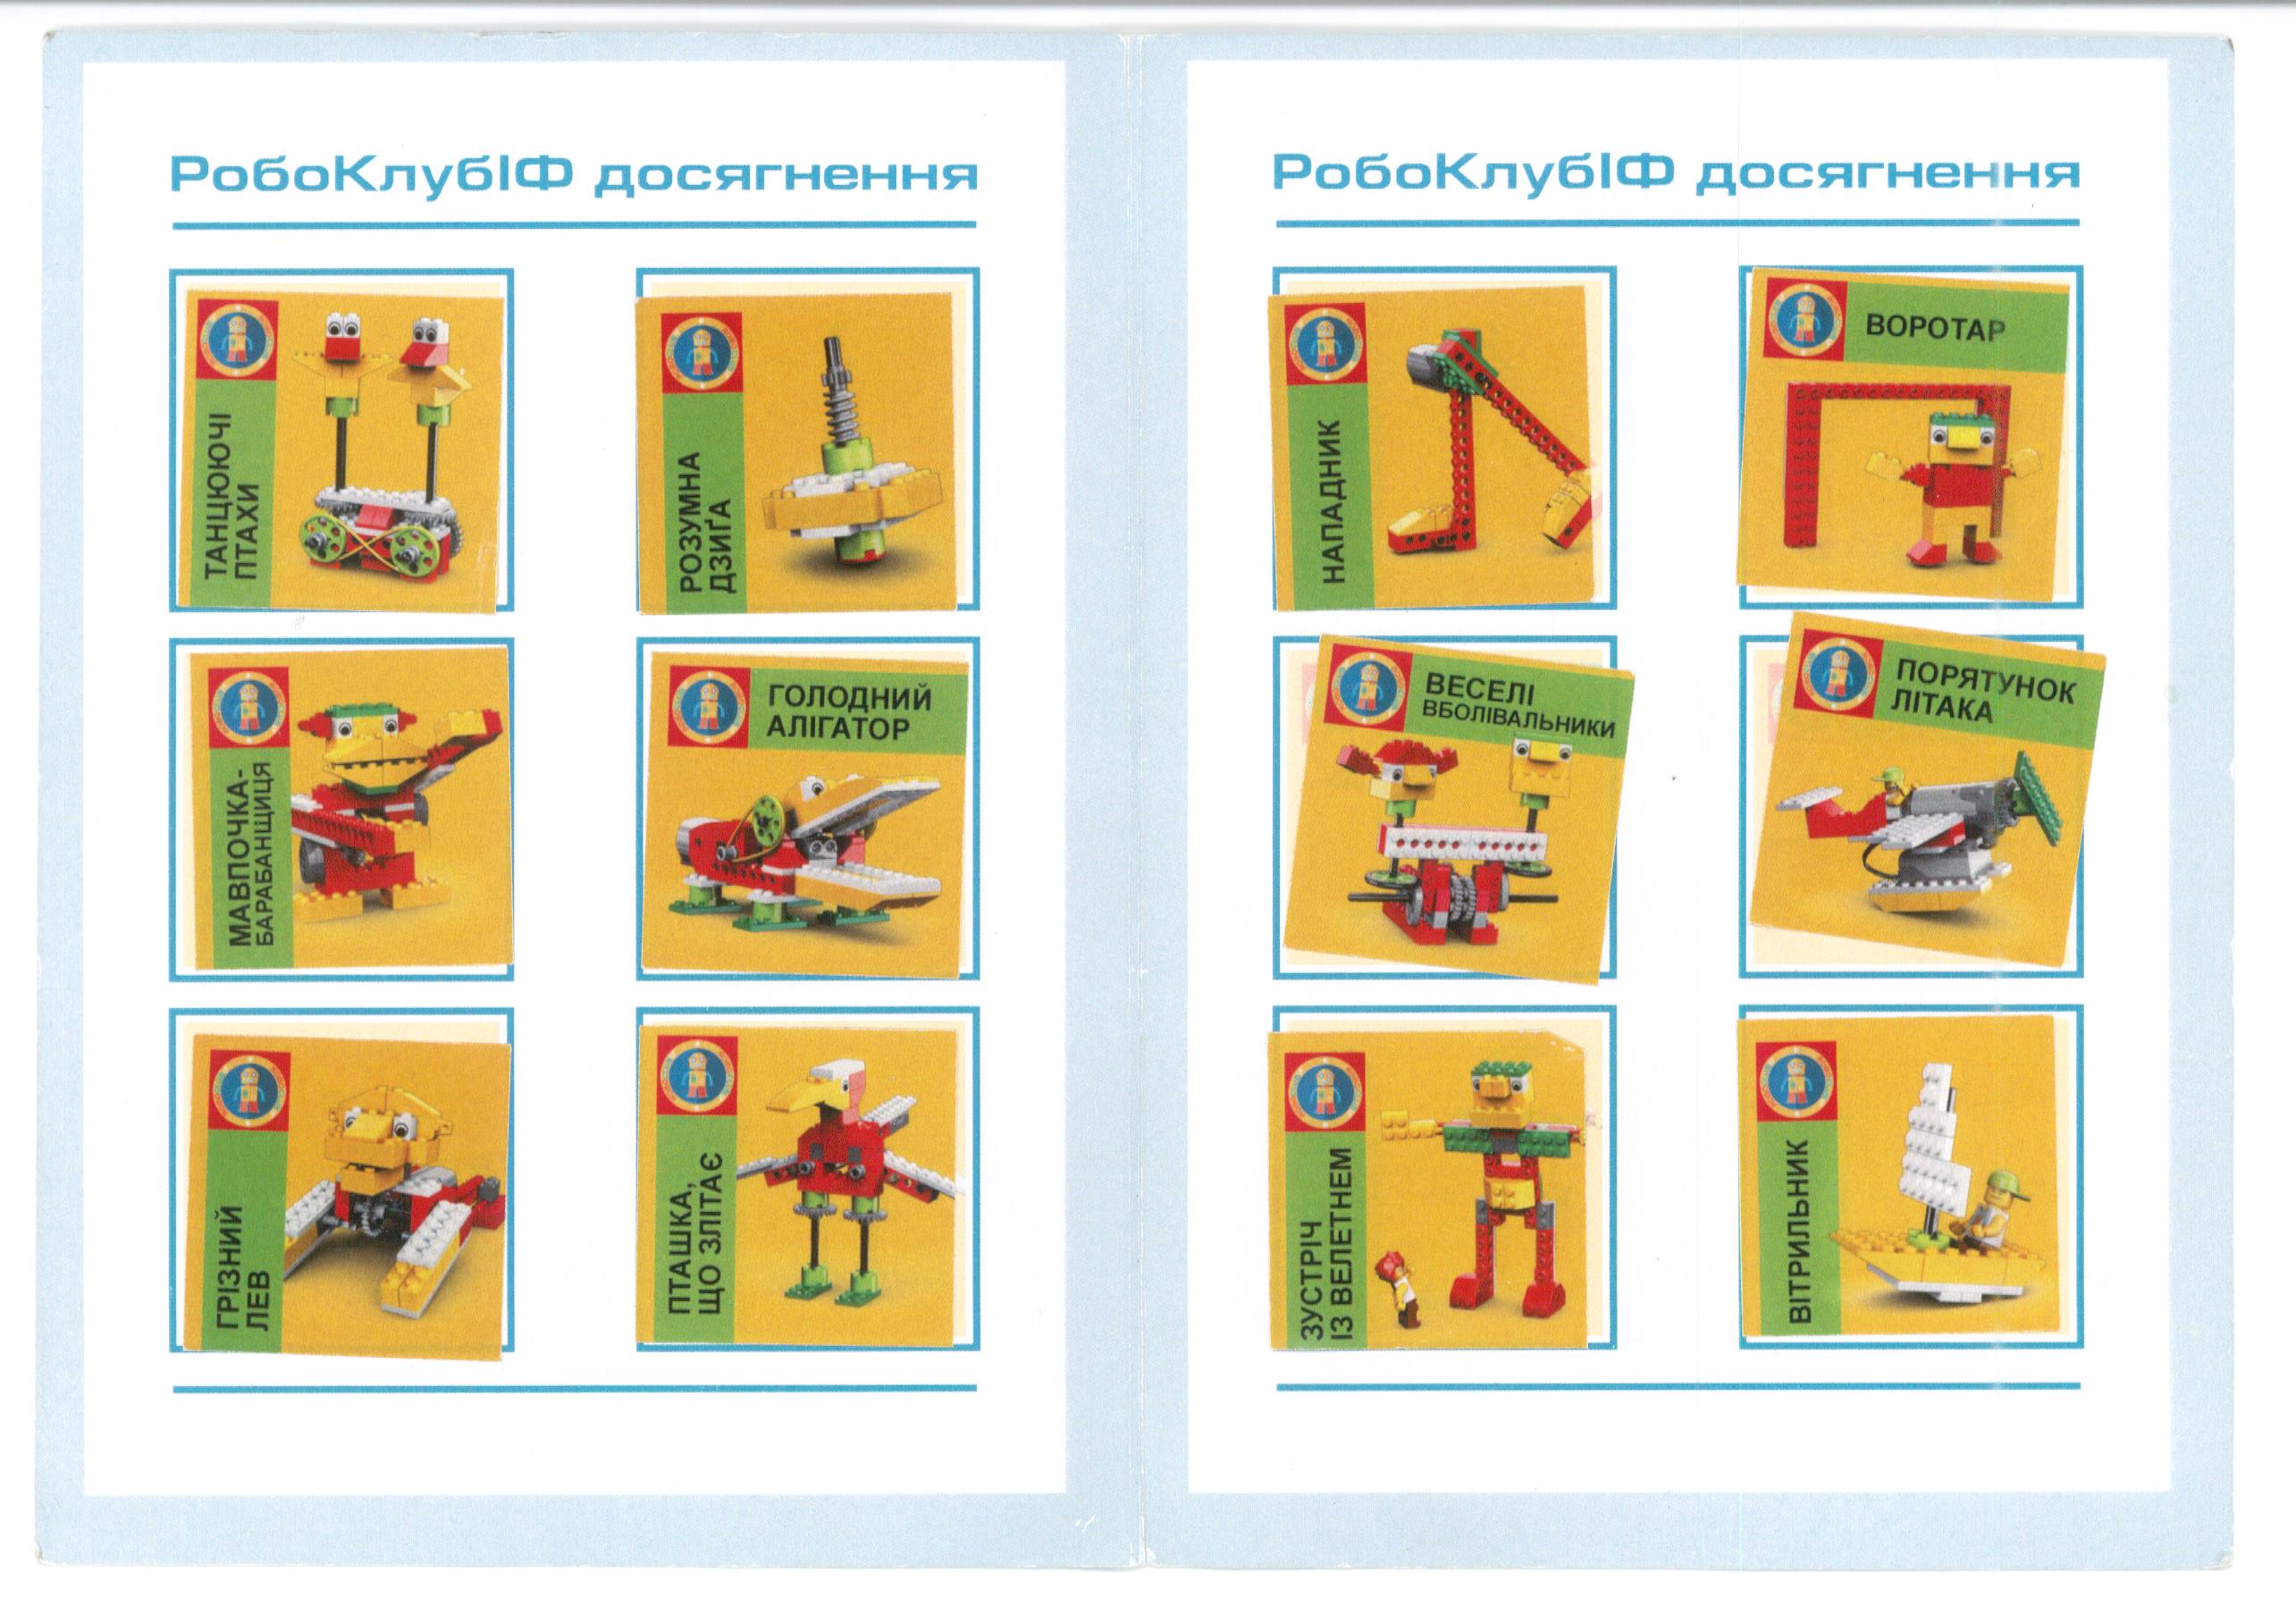 РобоКлубІФ досягнення
ТАНЦЮЮЧІ
ПТАХИ
РОЗУМНА
ДЗИҐА
МАВПОЧКА-
БАРАБАНЩИЦЯ
ГОЛОДНИЙ
АЛІГАТОР
ГРІЗНИЙ
ЛЕВ
ПТАШКА,
ЩО ЗЛІТАЄ
РобоКлубІФ досягнення
НАПАДНИК
ВОРОТАР
ВЕСЕЛІ
ВБОЛІВАЛЬНИКИ
ПОРЯТУНОК
ЛІТАКА
ЗУСТРІЧ
ІЗ ВЕЛЕТНЕМ
ВІТРИЛЬНИК